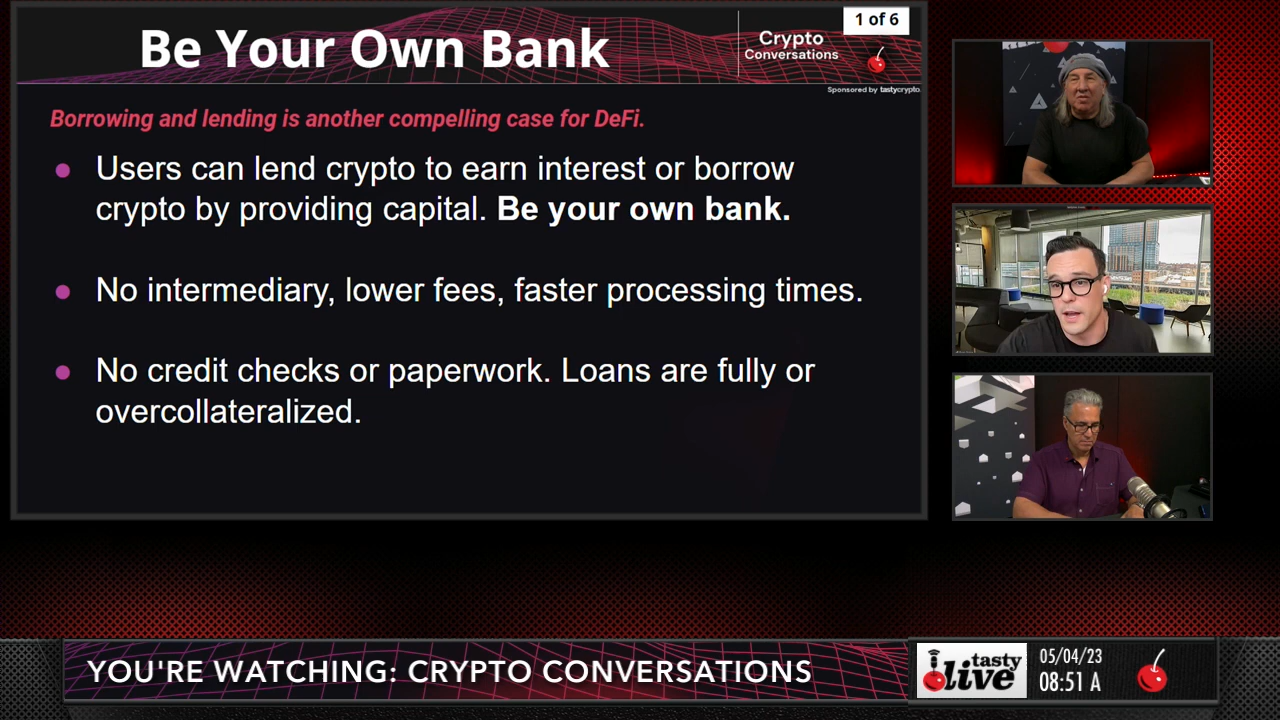 Be Your Own Bank
Crypto
Conversations
1 of 6
Sponsored by tastycrypto
Borrowing and lending is another compelling case for DeFi.
Users can lend crypto to earn interest or borrow
crypto by providing capital. Be your own bank.
No intermediary, lower fees, faster processing times.
No credit checks or paperwork. Loans are fully or
overcollateralized.
YOU'RE WATCHING: CRYPTO CONVERSATIONS
tasty
live
05/04/23
08:51 A